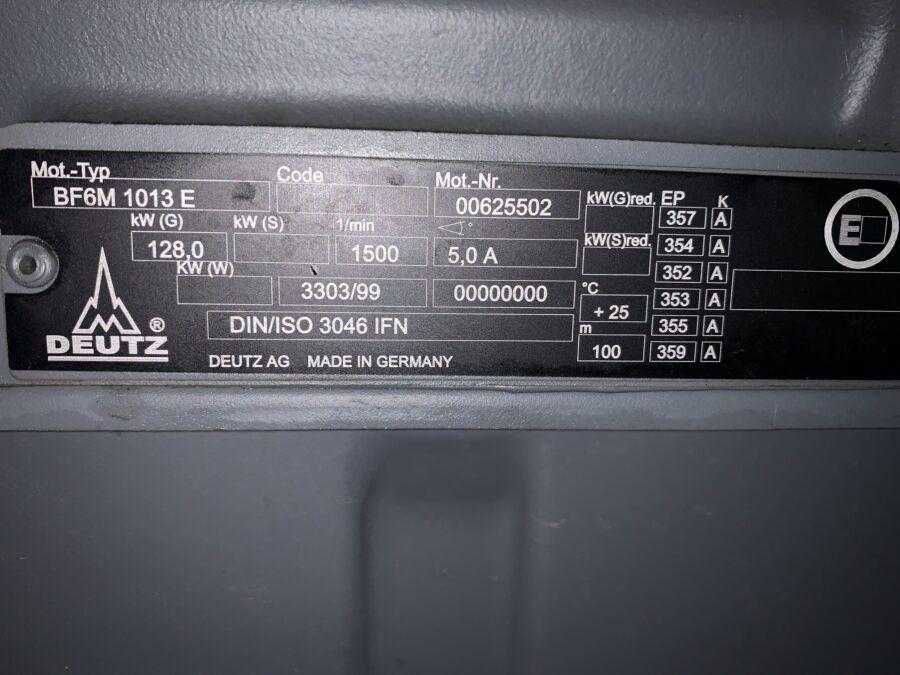 Mot.-Typ Code Mot.-Nr. kW(G)red. EP K
BF6M 1013 E 00625502 357 A
kW (G) kW (S) 1/min ° kW(S)red. 354 A
128,0 1500 5,0 A 352 A
KW (W) °C 353 A
3303/99 00000000 + 25
DIN/ISO 3046 IFN m 355 A
DEUTZ ® 100 359 A
DEUTZ AG MADE IN GERMANY
E